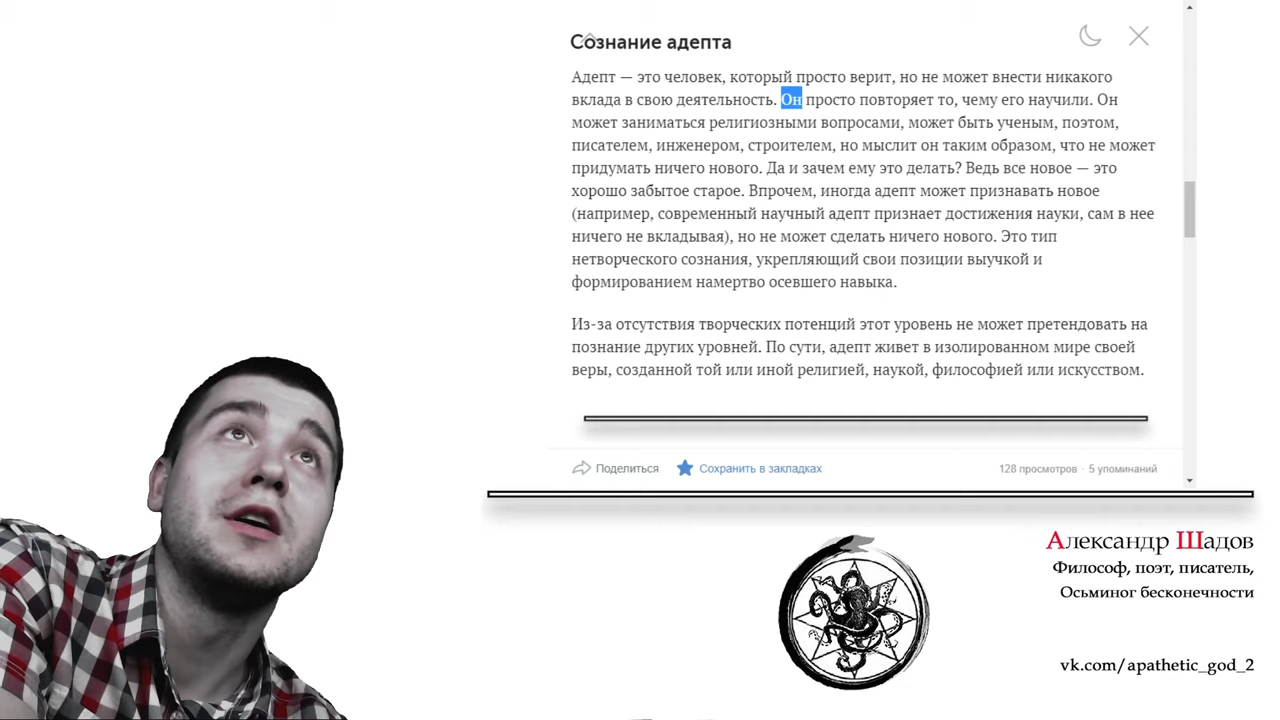 Сознание адепта
Адепт — это человек, который просто верит, но не может внести никакого
вклада в свою деятельность. Он просто повторяет то, чему его научили. Он
может заниматься религиозными вопросами, может быть ученым, поэтом,
писателем, инженером, строителем, но мыслит он таким образом, что не может
придумать ничего нового. Да и зачем ему это делать? Ведь все новое — это
хорошо забытое старое. Впрочем, иногда адепт может признавать новое
(например, современный научный адепт признает достижения науки, сам в нее
ничего не вкладывая), но не может сделать ничего нового. Это тип
нетворческого сознания, укрепляющий свои позиции выучкой и
формированием намертво осевшего навыка.
Из-за отсутствия творческих потенций этот уровень не может претендовать на
познание других уровней. По сути, адепт живет в изолированном мире своей
веры, созданной той или иной религией, наукой, философией или искусством.
Поделиться Сохранить в закладках 128 просмотров · 5 упоминаний
Александр Шадов
Философ, поэт, писатель,
Осьминог бесконечности
vk.com/apathetic_god_2